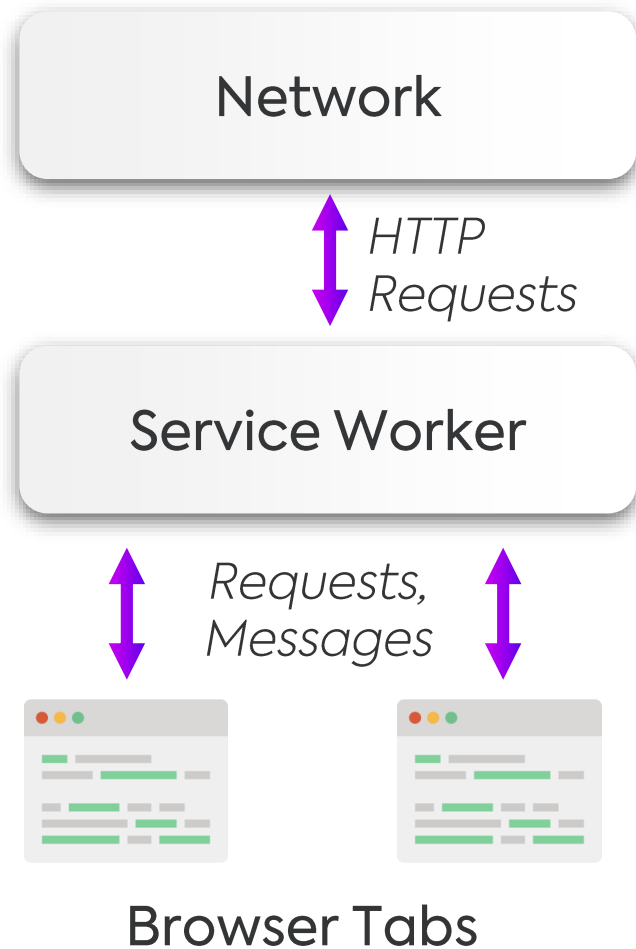 Network
HTTP
Requests
Service Worker
Requests,
Messages
Browser Tabs